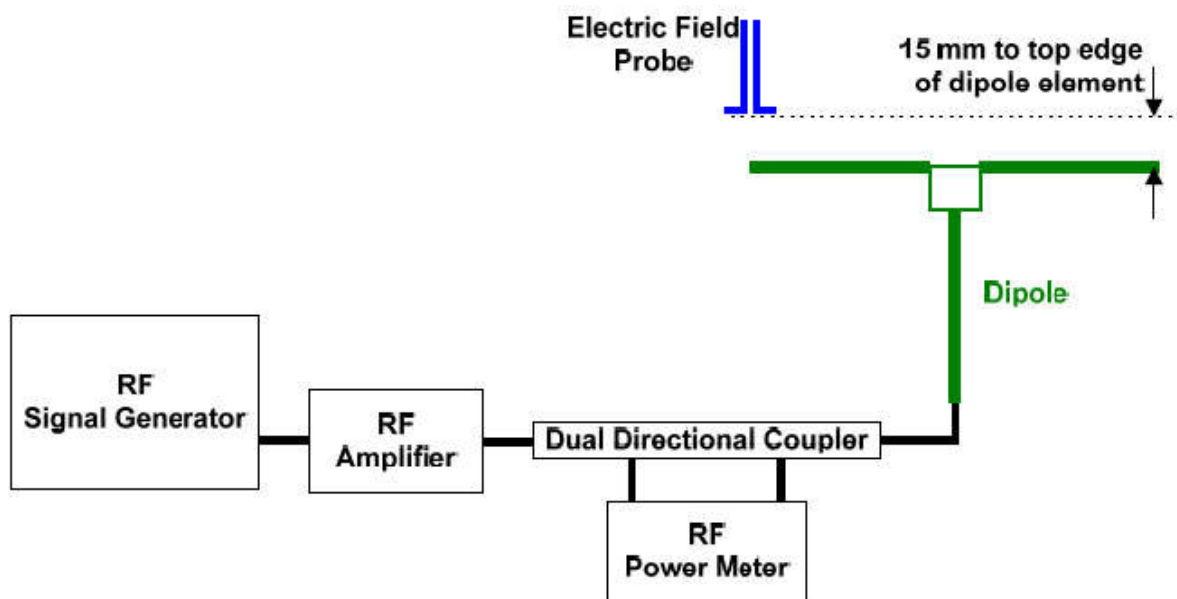 Electric Field
Probe
15 mm to top edge
of dipole element
Dipole
RF
Signal Generator
RF
Amplifier
Dual Directional Coupler
RF
Power Meter